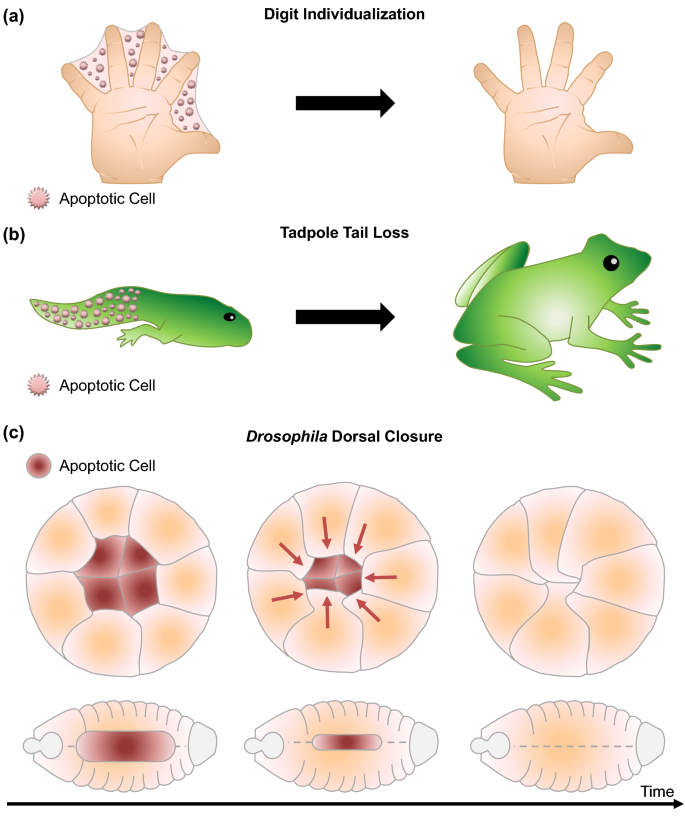 (a)
Digit Individualization
Apoptotic Cell
(b)
Tadpole Tail Loss
Apoptotic Cell
(c)
Drosophila Dorsal Closure
Apoptotic Cell
Time